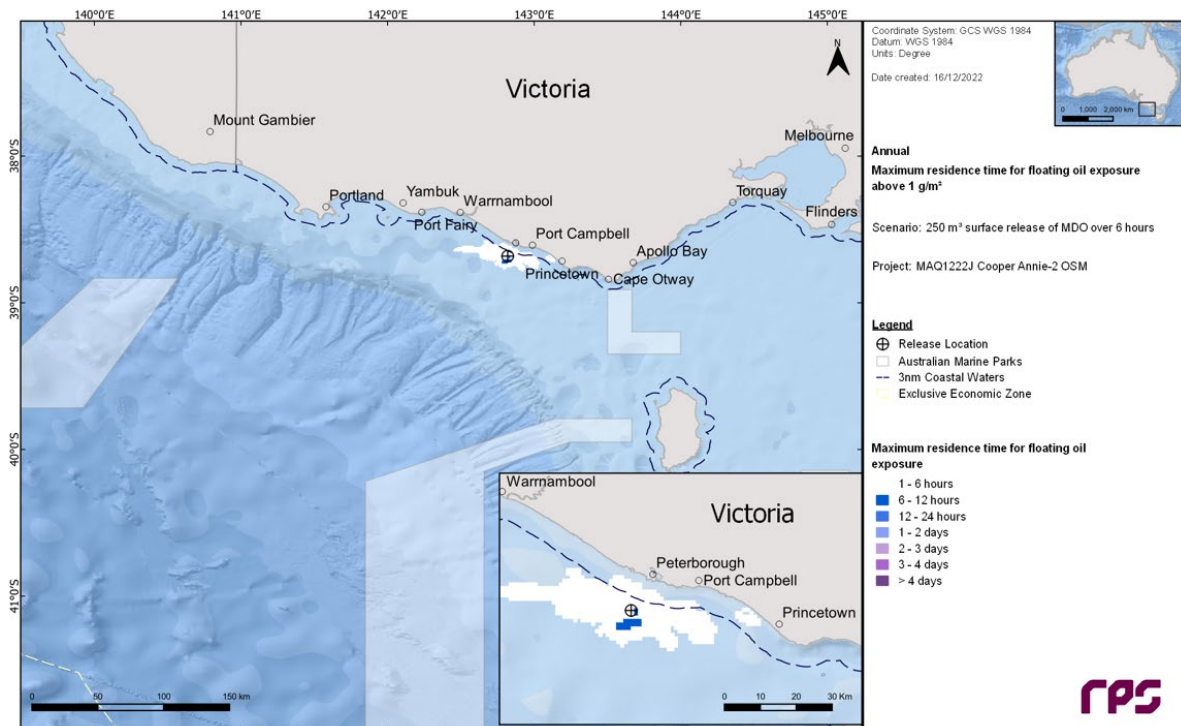 140°0'E 141°0'E 142°0'E 143°0'E 144°0'E 145°0'E
38°0'S
39°0'S
40°0'S
41°0'S
N
Victoria
Mount Gambier
Melbourne
Portland
Yambuk
Warrnambool
Port Fairy
Port Campbell
Torquay
Flinders
Apollo Bay
Princetown
Cape Otway
0 50 100 150 km
Warrnambool
Victoria
Peterborough
Port Campbell
Princetown
0 10 20 30 Km
Coordinate System: GCS WGS 1984
Datum: WGS 1984
Units: Degree
Date created: 16/12/2022
0 1,000 2,000 km
Annual
Maximum residence time for floating oil exposure
above 1 g/m²
Scenario: 250 m³ surface release of MDO over 6 hours
Project: MAQ1222J Cooper Annie-2 OSM
Legend
Release Location
Australian Marine Parks
3nm Coastal Waters
Exclusive Economic Zone
Maximum residence time for floating oil
exposure
1 - 6 hours
6 - 12 hours
12 - 24 hours
1 - 2 days
2 - 3 days
3 - 4 days
> 4 days
rps